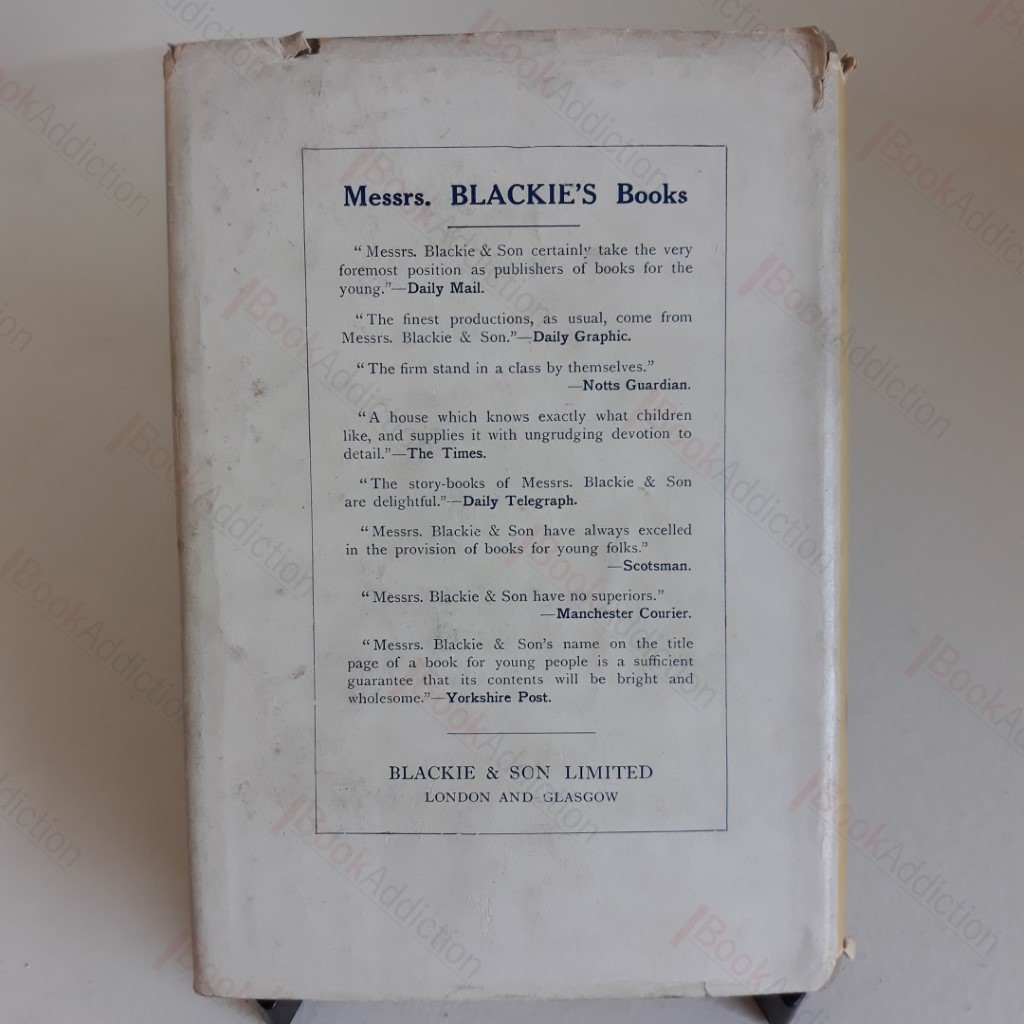 Messrs. BLACKIE'S Books
“Messrs. Blackie & Son certainly take the very
foremost position as publishers of books for the
young.”—Daily Mail.
“The finest productions, as usual, come from
Messrs. Blackie & Son.”—Daily Graphic.
“The firm stand in a class by themselves.”
—Notts Guardian.
“A house which knows exactly what children
like, and supplies it with ungrudging devotion to
detail.”—The Times.
“The story-books of Messrs. Blackie & Son
are delightful.”—Daily Telegraph.
“Messrs. Blackie & Son have always excelled
in the provision of books for young folks.”
—Scotsman.
“Messrs. Blackie & Son have no superiors.”
—Manchester Courier.
“Messrs. Blackie & Son's name on the title
page of a book for young people is a sufficient
guarantee that its contents will be bright and
wholesome.”—Yorkshire Post.
BLACKIE & SON LIMITED
LONDON AND GLASGOW
BookAddiction